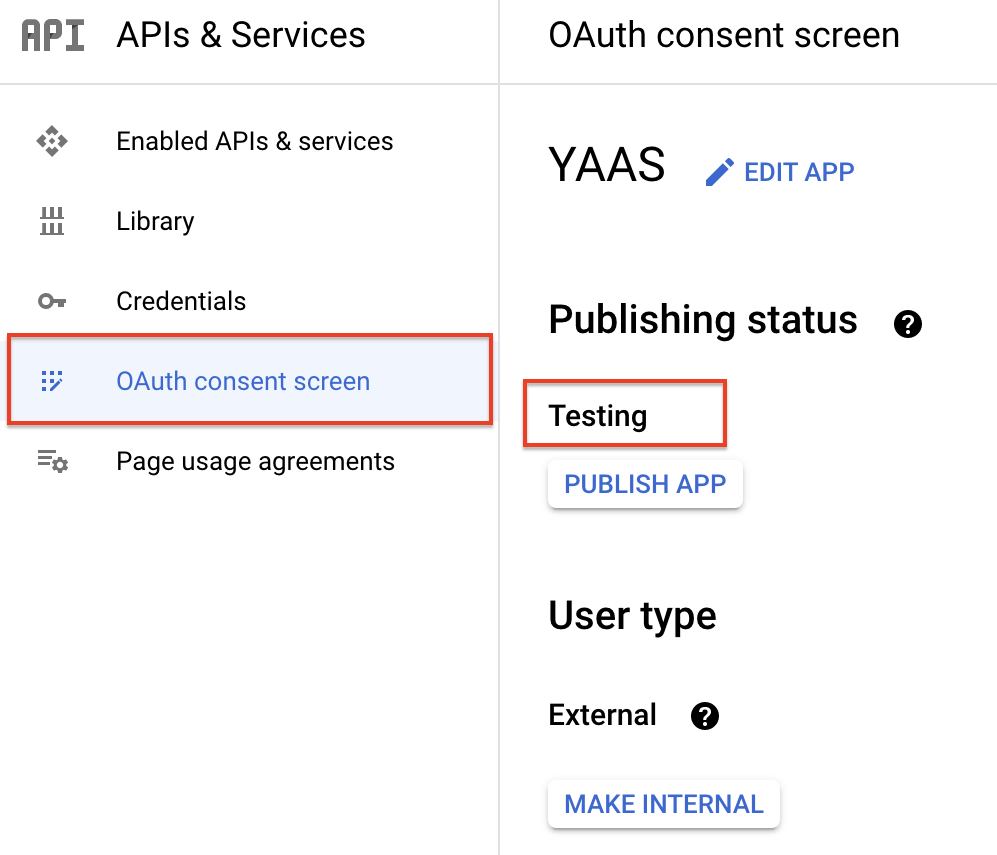 API APIs & Services
Enabled APIs & services
Library
Credentials
OAuth consent screen
Page usage agreements
OAuth consent screen
YAAS EDIT APP
Publishing status ?
Testing
PUBLISH APP
User type
External ?
MAKE INTERNAL